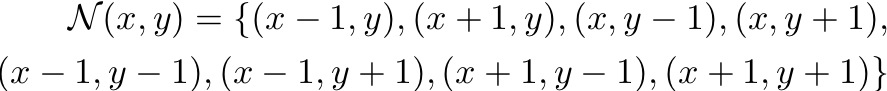 𝒩(x, y) = {(x − 1, y), (x + 1, y), (x, y − 1), (x, y + 1),
(x − 1, y − 1), (x − 1, y + 1), (x + 1, y − 1), (x + 1, y + 1)}